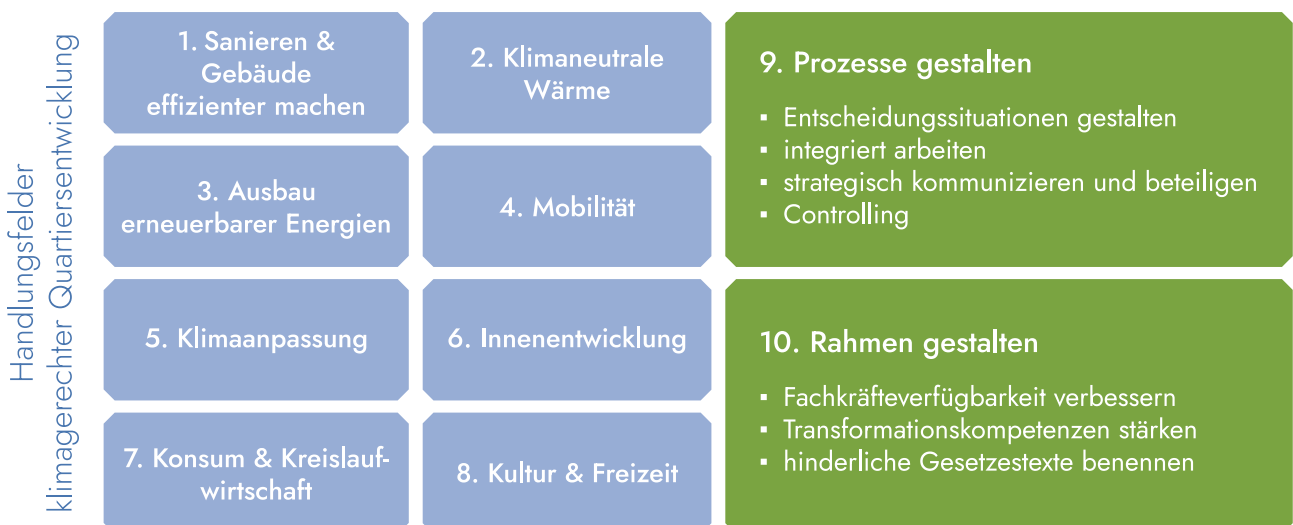 Handlungsfelder
klimagerechter Quartiersentwicklung
1. Sanieren &
Gebäude
effizienter machen
2. Klimaneutrale
Wärme
3. Ausbau
erneuerbarer Energien
4. Mobilität
5. Klimaanpassung
6. Innenentwicklung
7. Konsum & Kreislauf-
wirtschaft
8. Kultur & Freizeit
9. Prozesse gestalten
▪ Entscheidungssituationen gestalten
▪ integriert arbeiten
▪ strategisch kommunizieren und beteiligen
▪ Controlling
10. Rahmen gestalten
▪ Fachkräfteverfügbarkeit verbessern
▪ Transformationskompetenzen stärken
▪ hinderliche Gesetzestexte benennen